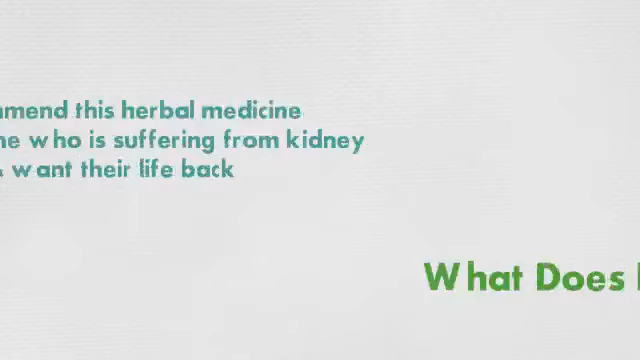 this herbal medicine
who is suffering from kidney
want their life back
What Does